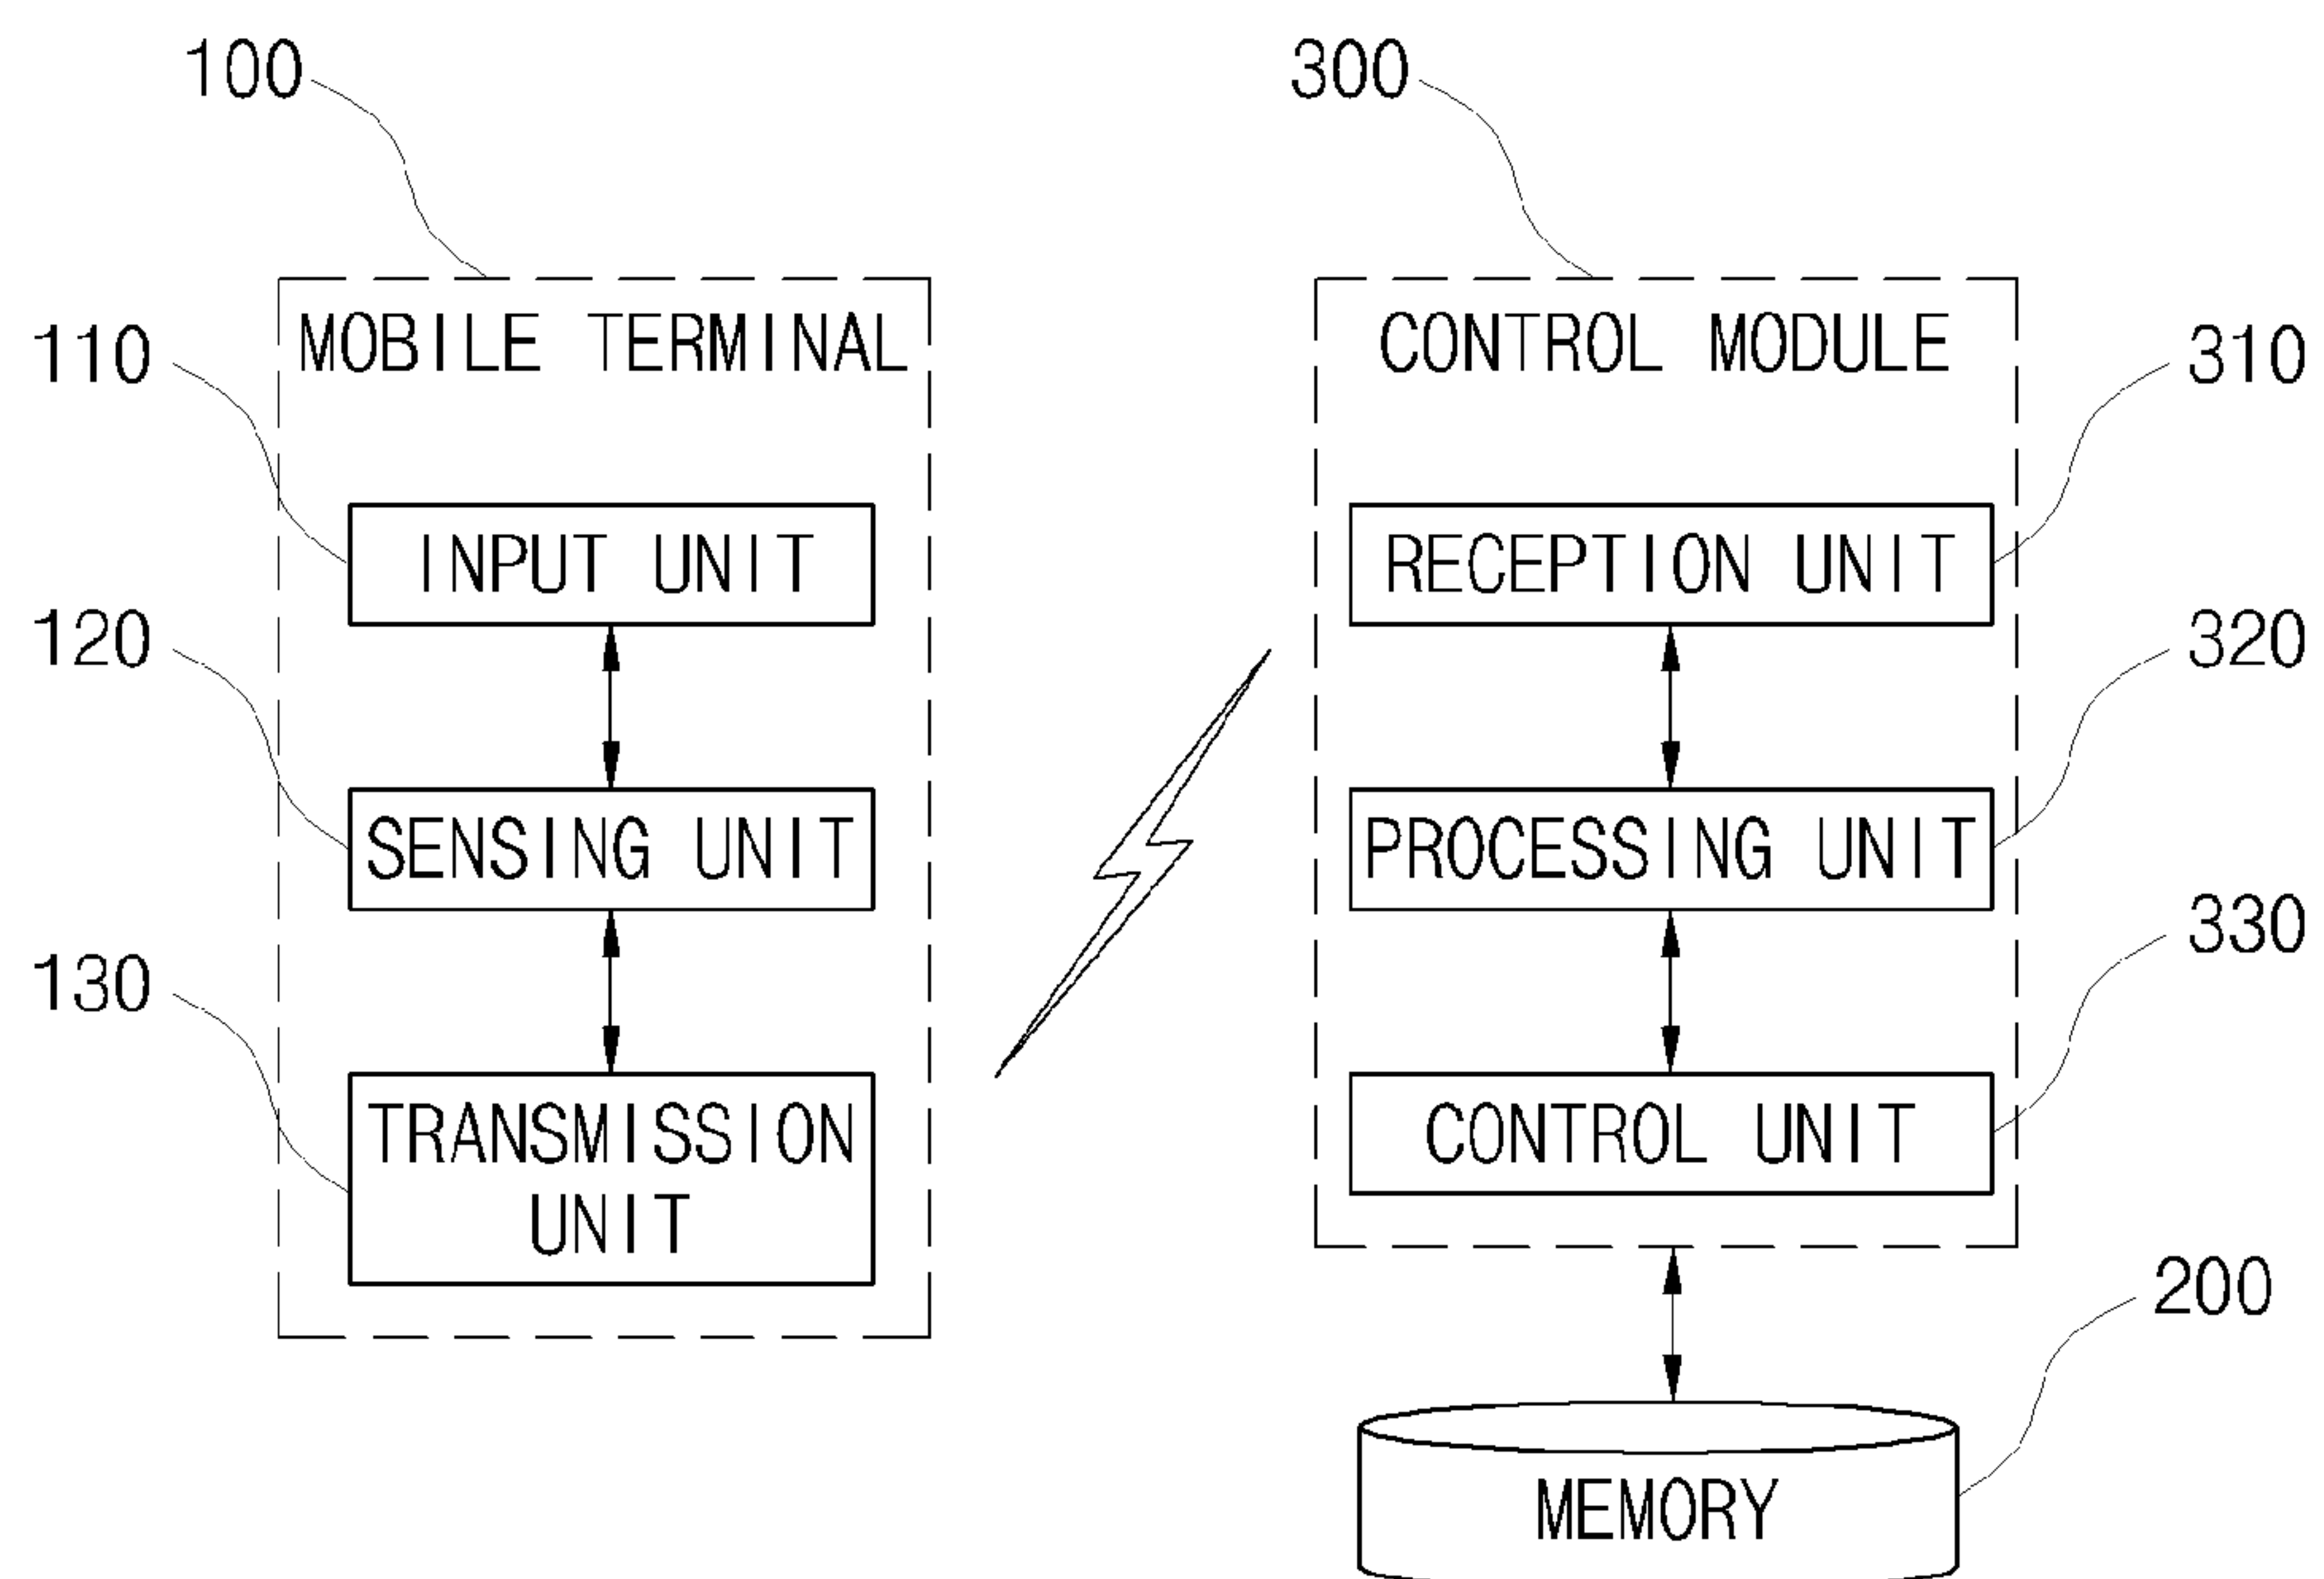 100
300
MOBILE TERMINAL
CONTROL MODULE
110
310
INPUT UNIT
RECEPTION UNIT
120
320
SENSING UNIT
PROCESSING UNIT
130
330
TRANSMISSION
UNIT
CONTROL UNIT
200
MEMORY